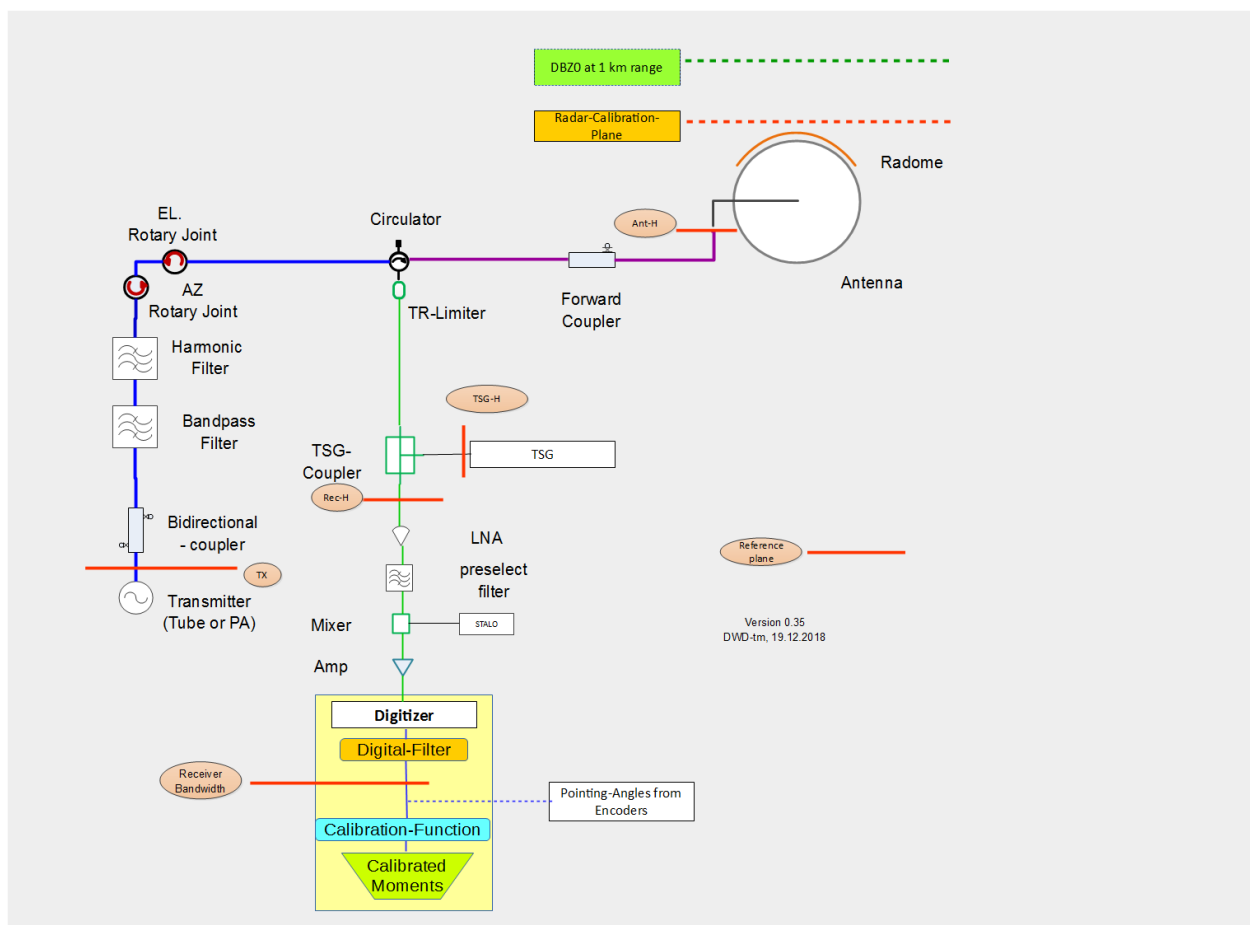 DBZ0 at 1 km range
Radar-Calibration-
Plane
Radome
EL.
Rotary Joint
Circulator
Ant-H
Antenna
AZ
Rotary Joint
Forward
Coupler
TR-Limiter
Harmonic
Filter
TSG-H
Bandpass
Filter
TSG-
Coupler
TSG
Rec-H
Bidirectional
- coupler
LNA
Reference
plane
preselect
filter
TX
Transmitter
(Tube or PA)
Mixer
STALO
Version 0.35
DWD-tm, 19.12.2018
Amp
Digitizer
Digital-Filter
Receiver
Bandwidth
Pointing-Angles from
Encoders
Calibration-Function
Calibrated
Moments